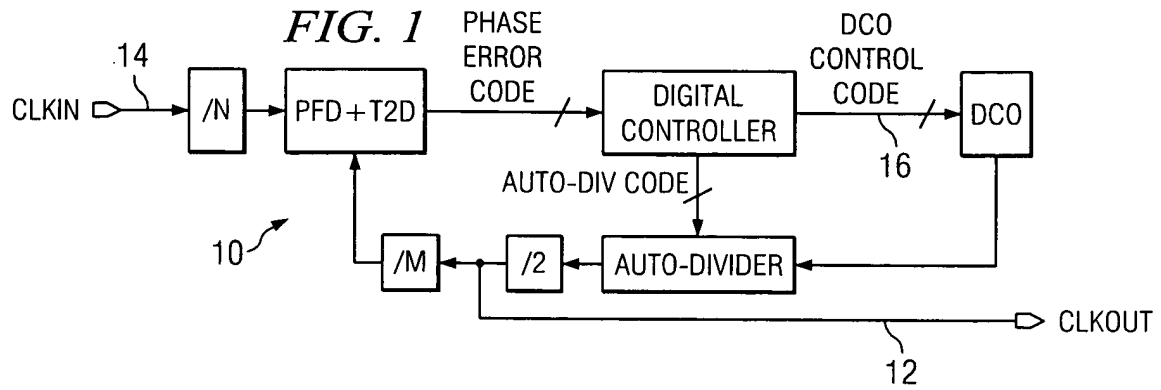 FIG. 1
PHASE
ERROR
CODE
DCO
CONTROL
CODE
14
CLKIN
/N
PFD+T2D
DIGITAL
CONTROLLER
DCO
16
AUTO-DIV CODE
10
/M
/2
AUTO-DIVIDER
CLKOUT
12